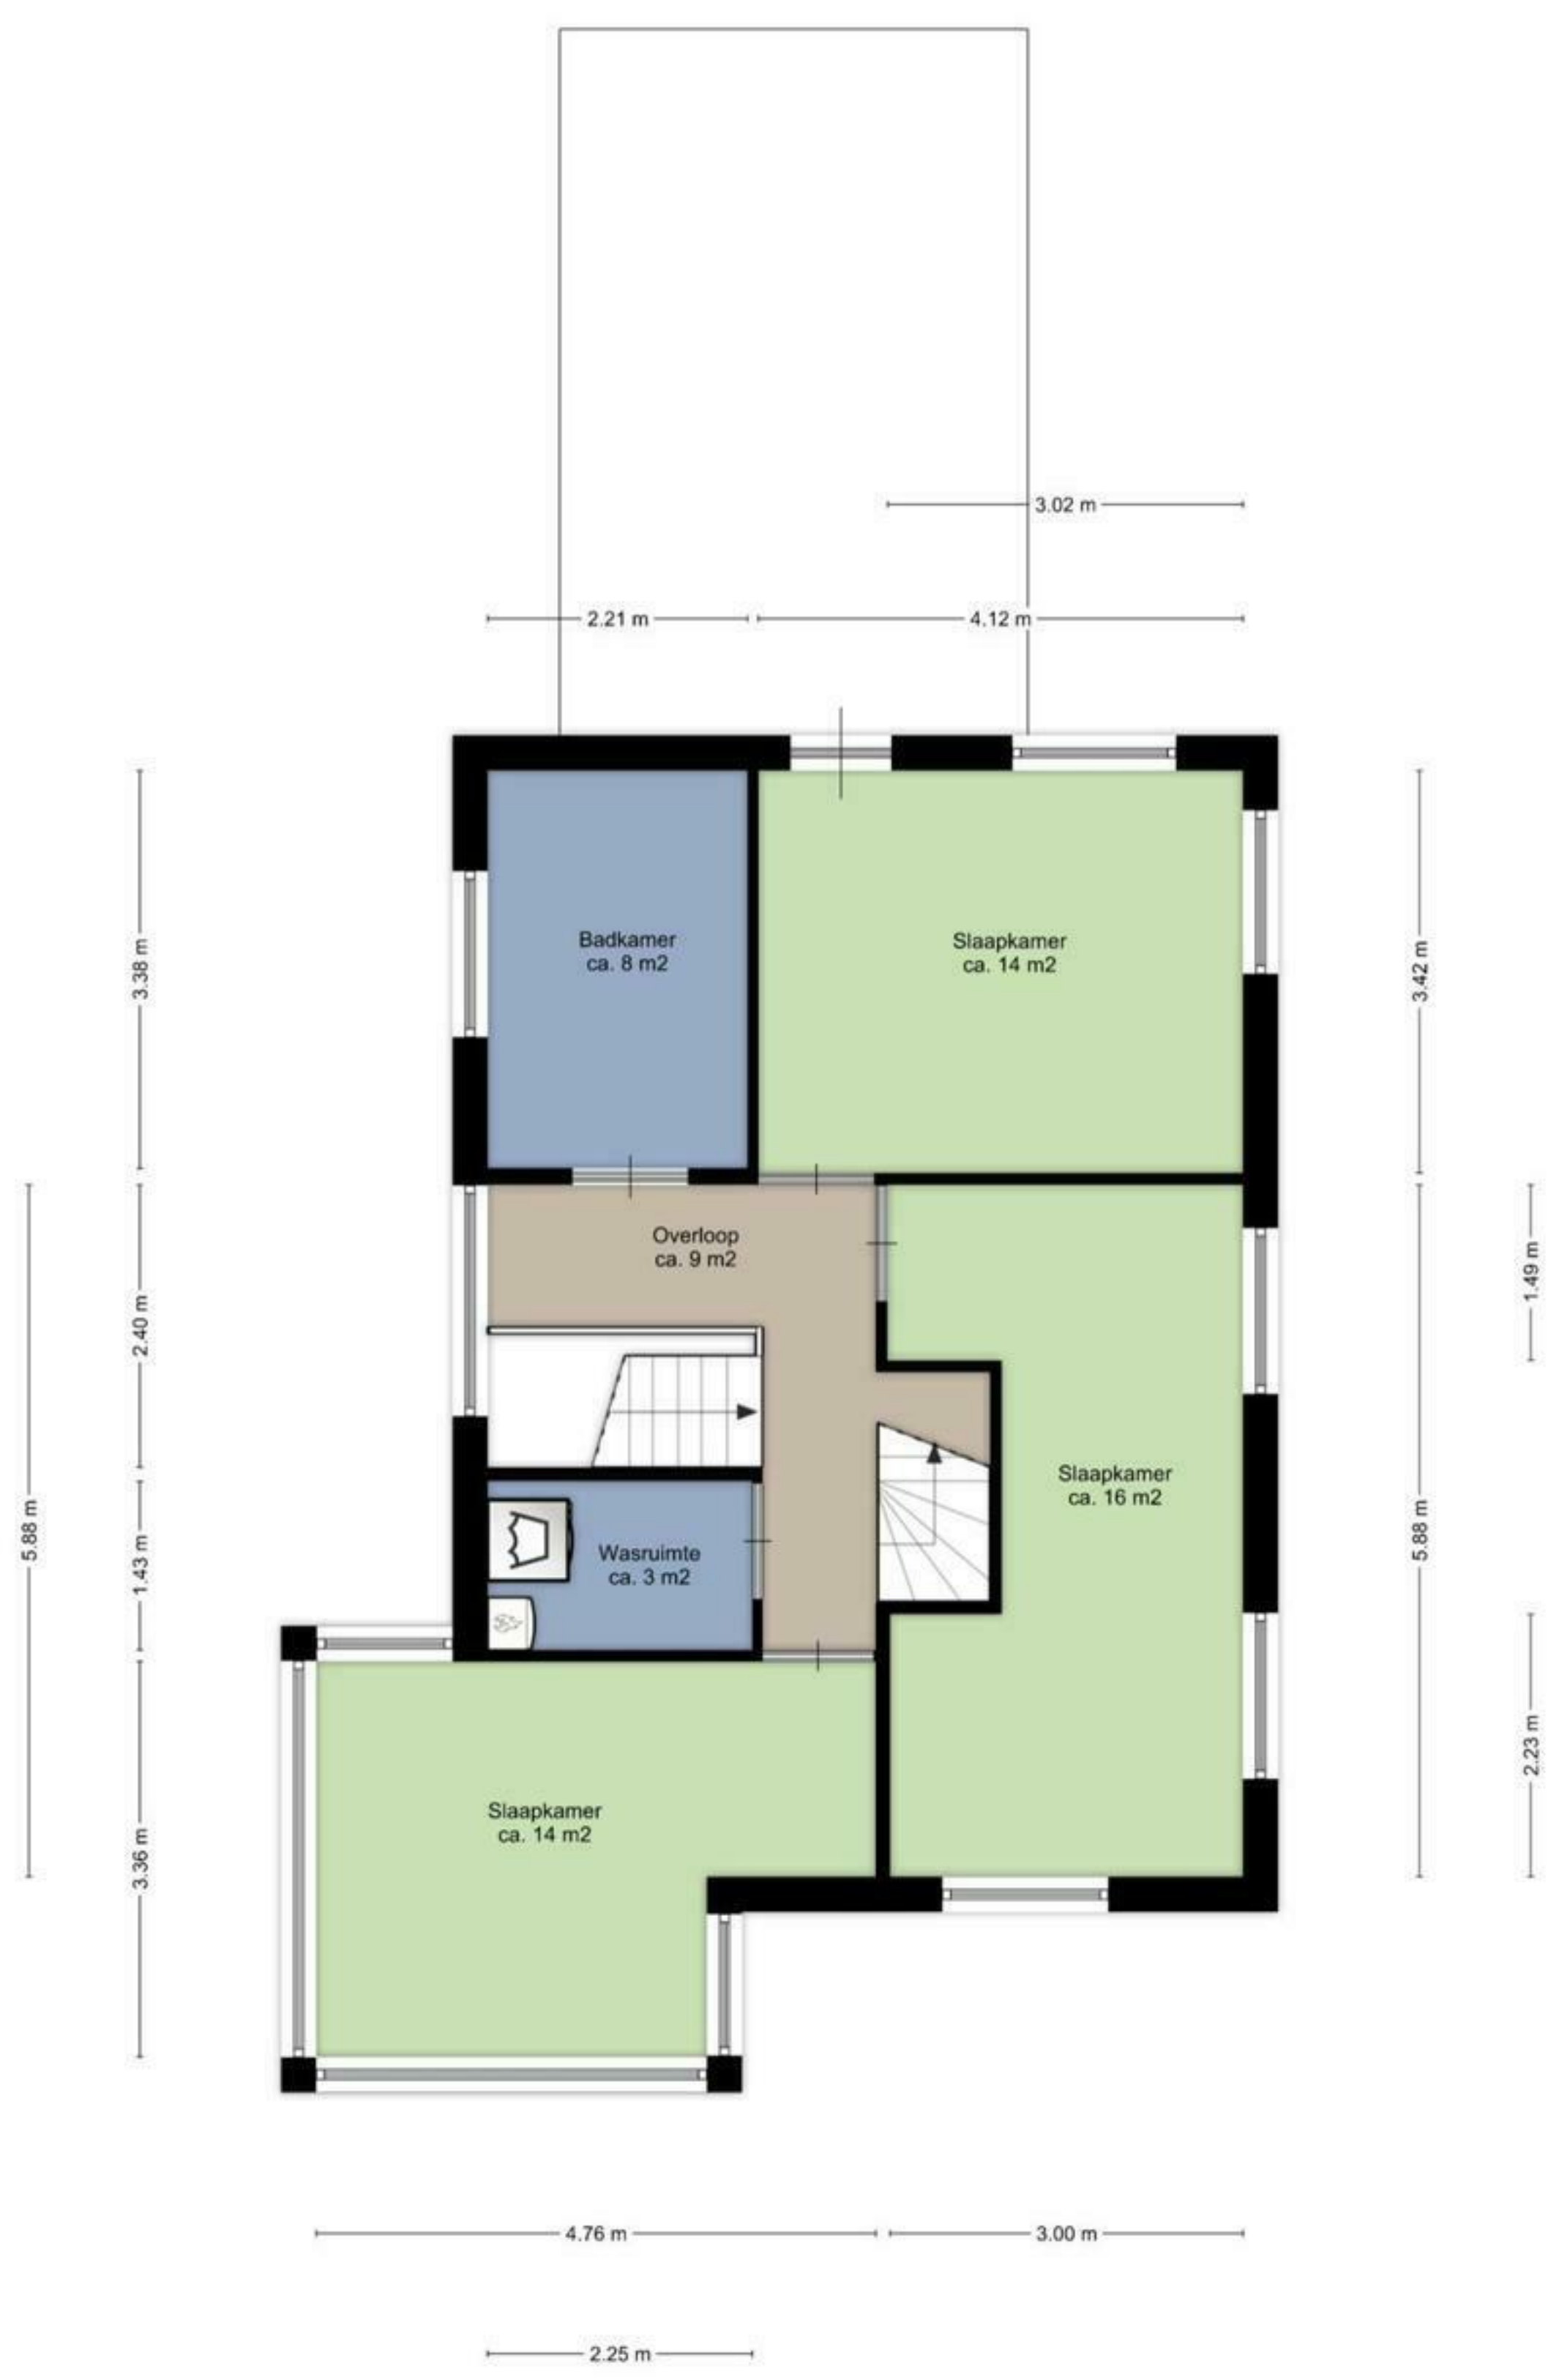 3.02 m
2.21 m
4.12 m
Badkamer
ca. 8 m2
Slaapkamer
ca. 14 m2
3.38 m
3.42 m
Overloop
ca. 9 m2
2.40 m
1.49 m
Slaapkamer
ca. 16 m2
5.88 m
1.43 m
Wasruimte
ca. 3 m2
5.88 m
2.23 m
Slaapkamer
ca. 14 m2
3.36 m
4.76 m
3.00 m
2.25 m